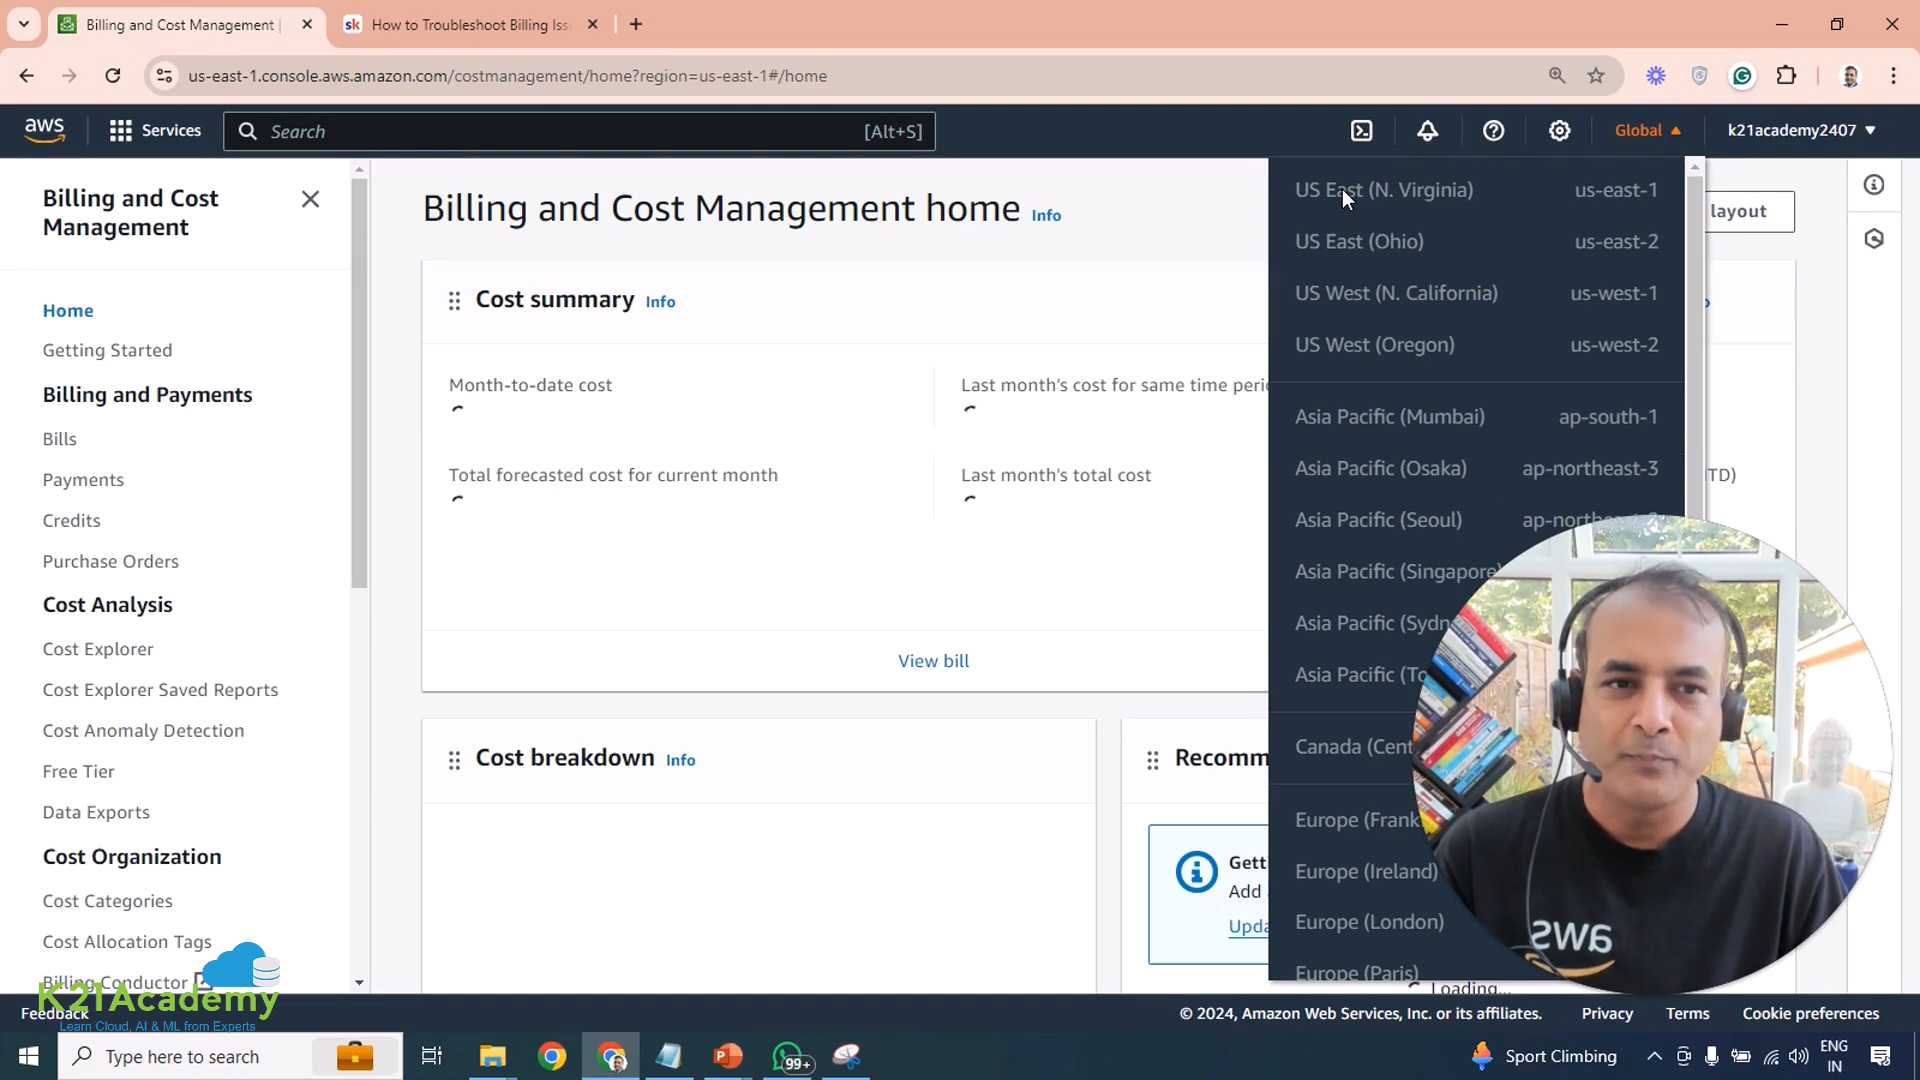 Billing and Cost Management |
sk How to Troubleshoot Billing Iss
us-east-1.console.aws.amazon.com/costmanagement/home?region=us-east-1#/home
aws
Services
Search
[Alt+S]
Global
k21academy2407
Billing and Cost
Management
Home
Getting Started
Billing and Payments
Bills
Payments
Credits
Purchase Orders
Cost Analysis
Cost Explorer
Cost Explorer Saved Reports
Cost Anomaly Detection
Free Tier
Data Exports
Cost Organization
Cost Categories
Cost Allocation Tags
Billing Conductor
Billing and Cost Management home Info
layout
Cost summary Info
Month-to-date cost
Last month's cost for same time perio
Total forecasted cost for current month
Last month's total cost
TD)
View bill
Cost breakdown Info
Recomm
Getti
Add
Upda
Loading...
US East (N. Virginia) us-east-1
US East (Ohio) us-east-2
US West (N. California) us-west-1
US West (Oregon) us-west-2
Asia Pacific (Mumbai) ap-south-1
Asia Pacific (Osaka) ap-northeast-3
Asia Pacific (Seoul) ap-northeast-2
Asia Pacific (Singapore)
Asia Pacific (Sydn
Asia Pacific (To
Canada (Cent
Europe (Frank
Europe (Ireland)
Europe (London)
Europe (Paris)
aws
K21Academy
Learn Cloud, AI & ML from Experts
Feedback
© 2024, Amazon Web Services, Inc. or its affiliates.
Privacy
Terms
Cookie preferences
Type here to search
99+
Sport Climbing
ENG
IN